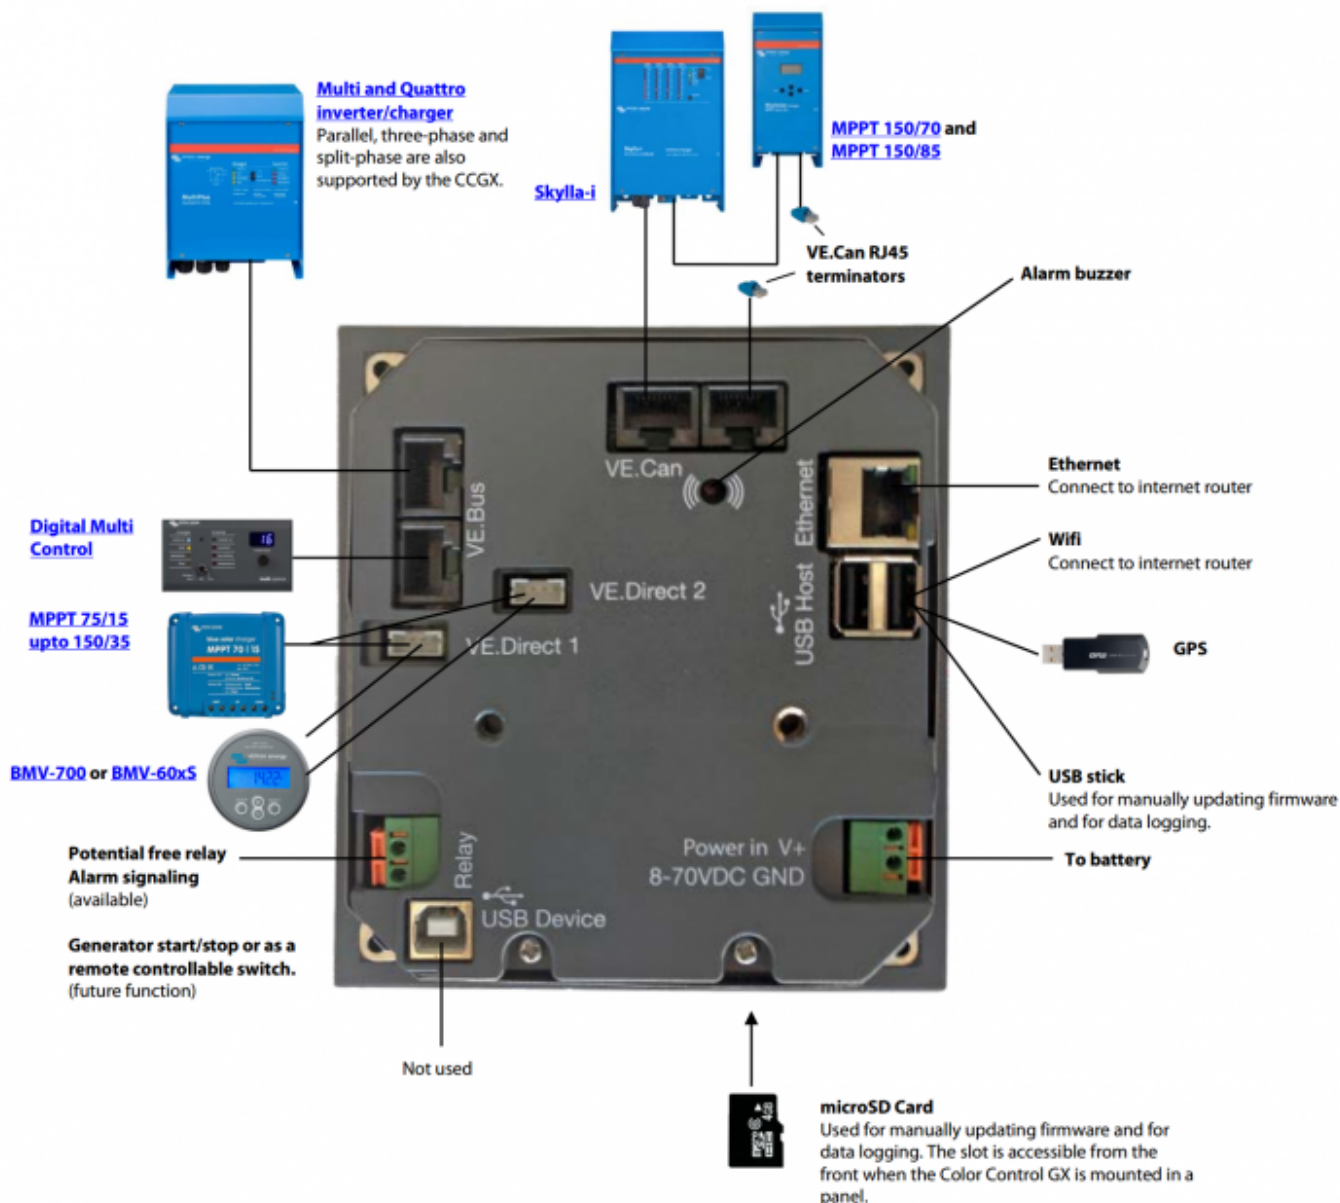 Multi and Quattro
inverter/charger
Parallel, three-phase and
split-phase are also
supported by the CCGX.
Skylla-i
MPPT 150/70 and
MPPT 150/85
VE.Can RJ45
terminators
Alarm buzzer
VE.Can
VE.Bus
Ethernet
Ethernet
Connect to internet router
Wifi
Connect to internet router
Digital Multi
Control
16
VE.Direct 2
USB Host
MPPT 75/15
upto 150/35
MPPT 70 | 15
VE.Direct 1
GPS
BMV-700 or BMV-60xS
USB stick
Used for manually updating firmware
and for data logging.
Potential free relay
Alarm signaling
(available)
Relay
Power in V+
8-70VDC GND
To battery
USB Device
Generator start/stop or as a
remote controllable switch.
(future function)
Not used
4GB
microSD Card
Used for manually updating firmware and for
data logging. The slot is accessible from the
front when the Color Control GX is mounted in a
panel.